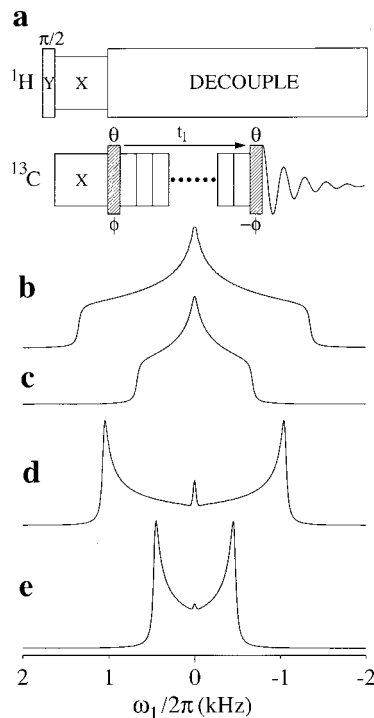 a
π/2
¹H Y X DECOUPLE
θ t₁ θ
¹³C X
ϕ −ϕ
b
c
d
e
2 1 0 -1 -2
ω₁/2π (kHz)